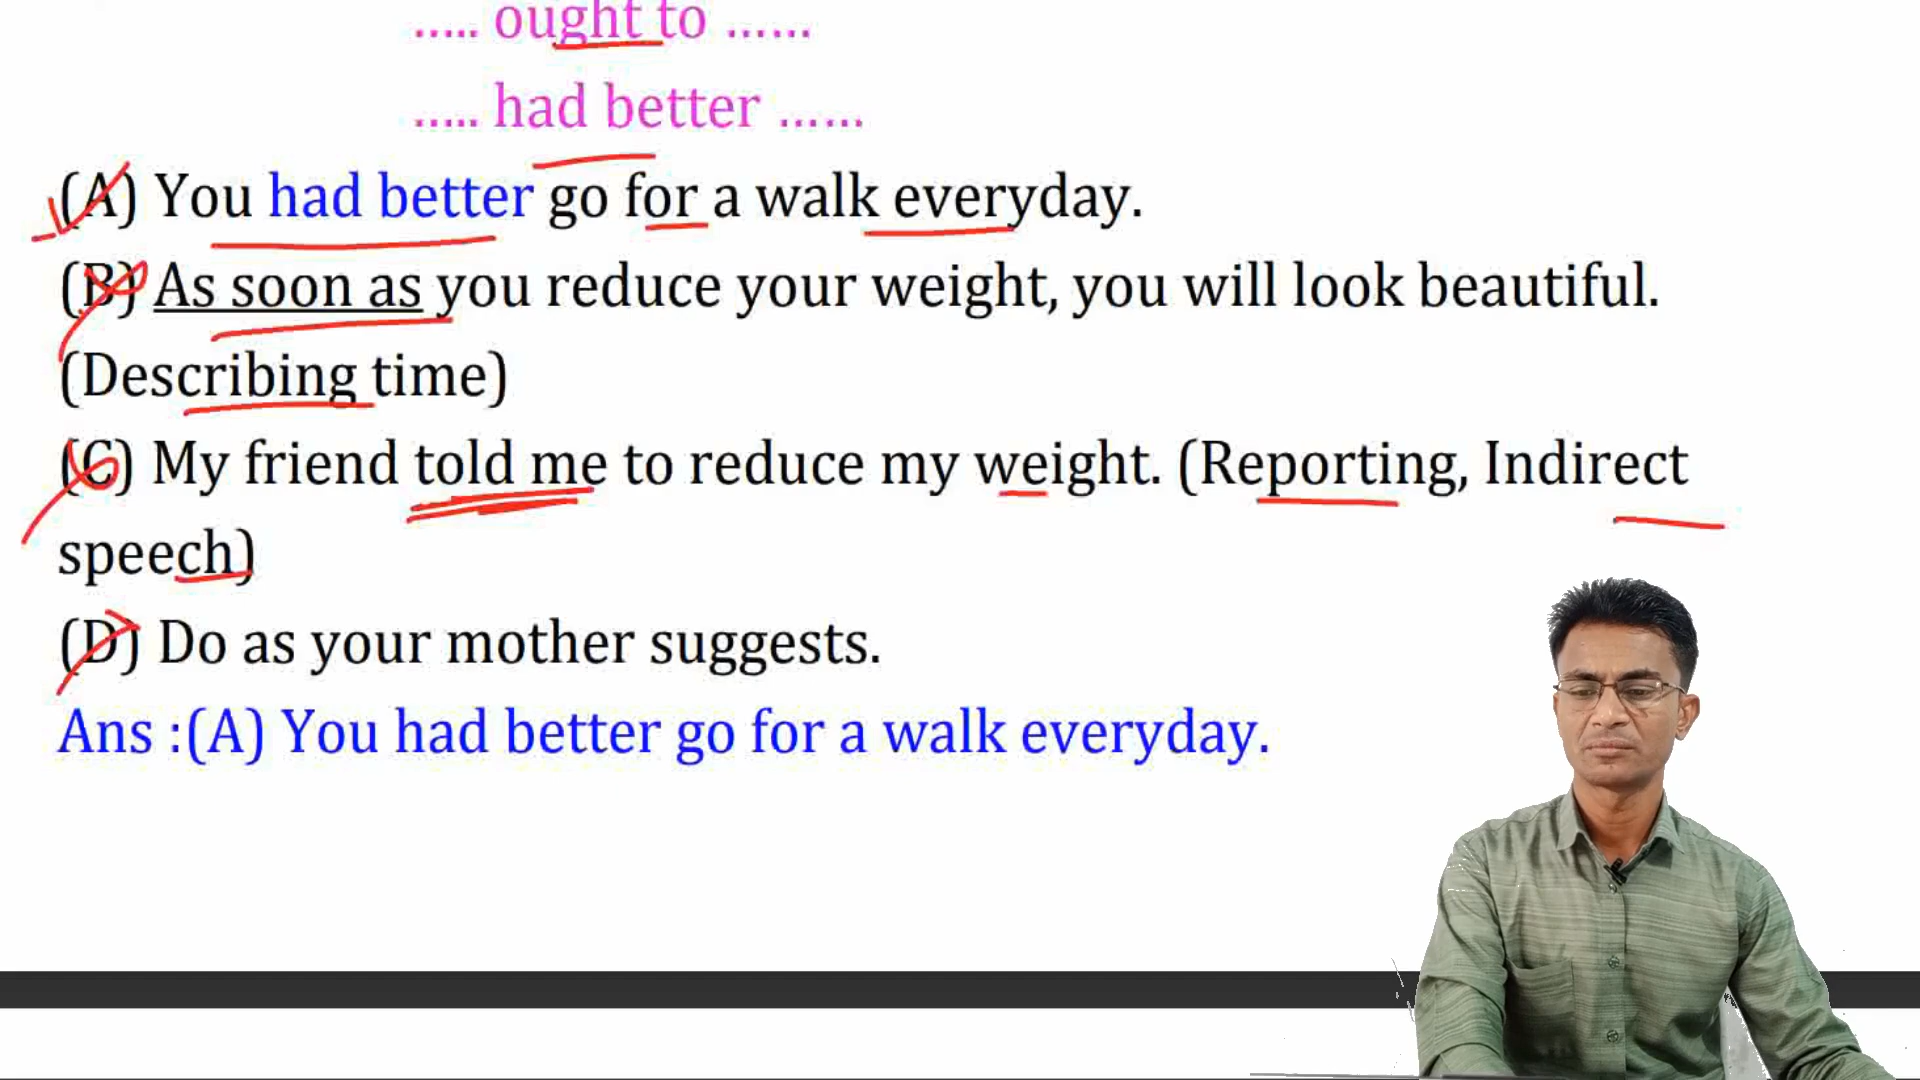 ..... ought to ......
..... had better ......
(A) You had better go for a walk everyday.
(B) As soon as you reduce your weight, you will look beautiful.
(Describing time)
(C) My friend told me to reduce my weight. (Reporting, Indirect
speech)
(D) Do as your mother suggests.
Ans :(A) You had better go for a walk everyday.